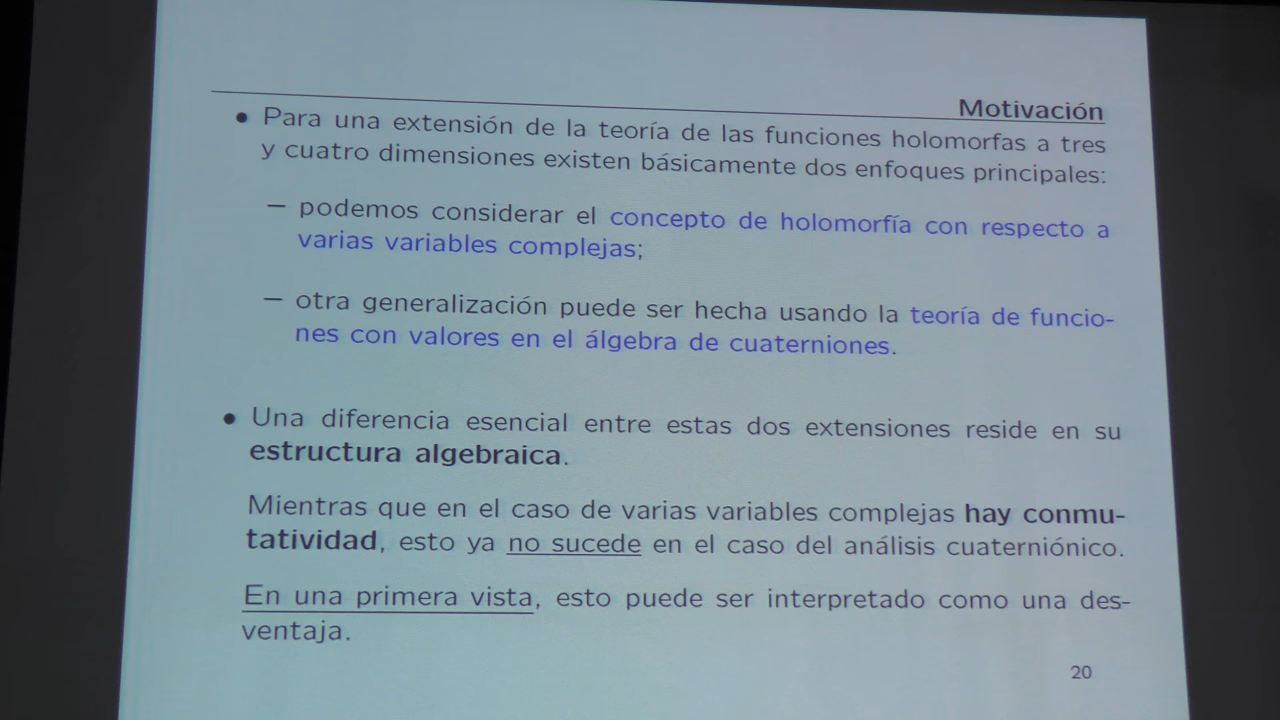 Motivación
• Para una extensión de la teoría de las funciones holomorfas a tres
y cuatro dimensiones existen básicamente dos enfoques principales:
– podemos considerar el concepto de holomorfía con respecto a
varias variables complejas;
– otra generalización puede ser hecha usando la teoría de funcio-
nes con valores en el álgebra de cuaterniones.
• Una diferencia esencial entre estas dos extensiones reside en su
estructura algebraica.
Mientras que en el caso de varias variables complejas hay conmu-
tatividad, esto ya no sucede en el caso del análisis cuaterniónico.
En una primera vista, esto puede ser interpretado como una des-
ventaja.
20